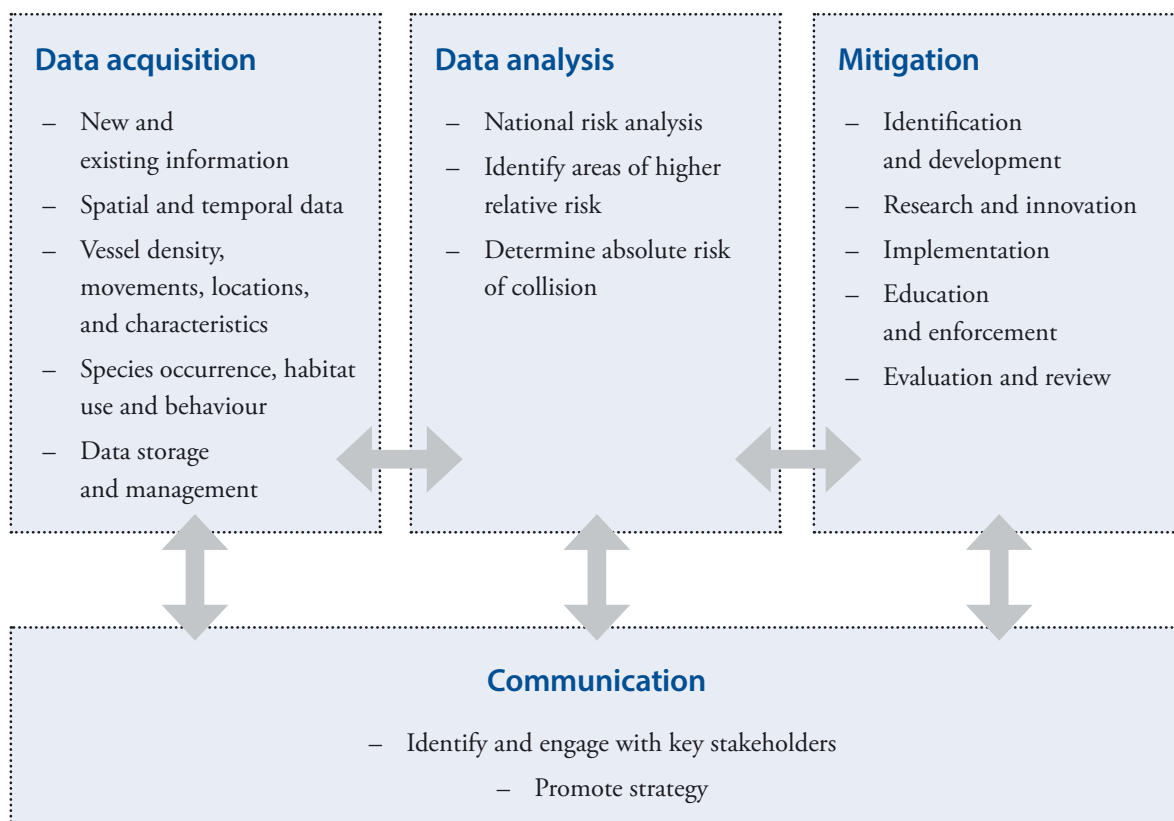 Data acquisition
– New and
existing information
– Spatial and temporal data
– Vessel density,
movements, locations,
and characteristics
– Species occurrence, habitat
use and behaviour
– Data storage
and management
Data analysis
– National risk analysis
– Identify areas of higher
relative risk
– Determine absolute risk
of collision
Mitigation
– Identification
and development
– Research and innovation
– Implementation
– Education
and enforcement
– Evaluation and review
Communication
– Identify and engage with key stakeholders
– Promote strategy